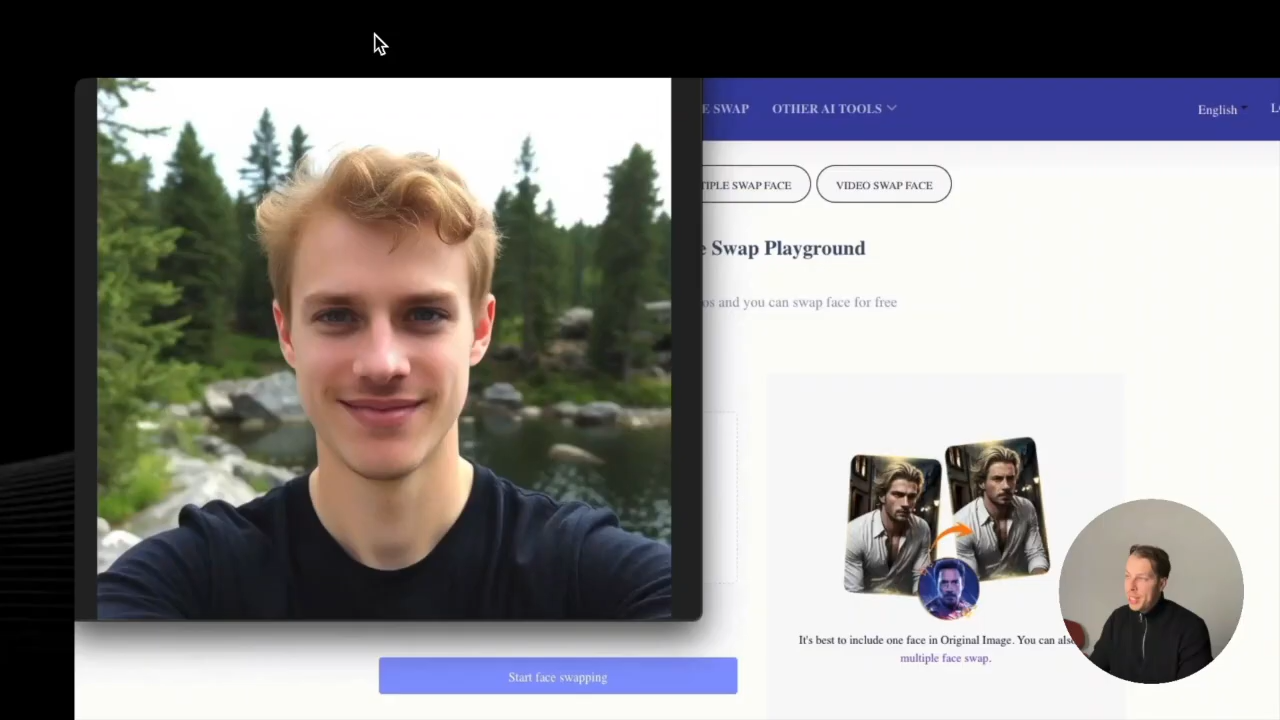 E SWAP
OTHER AI TOOLS
English
TIPLE SWAP FACE
VIDEO SWAP FACE
e Swap Playground
os and you can swap face for free
It's best to include one face in Original Image. You can also
multiple face swap.
Start face swapping